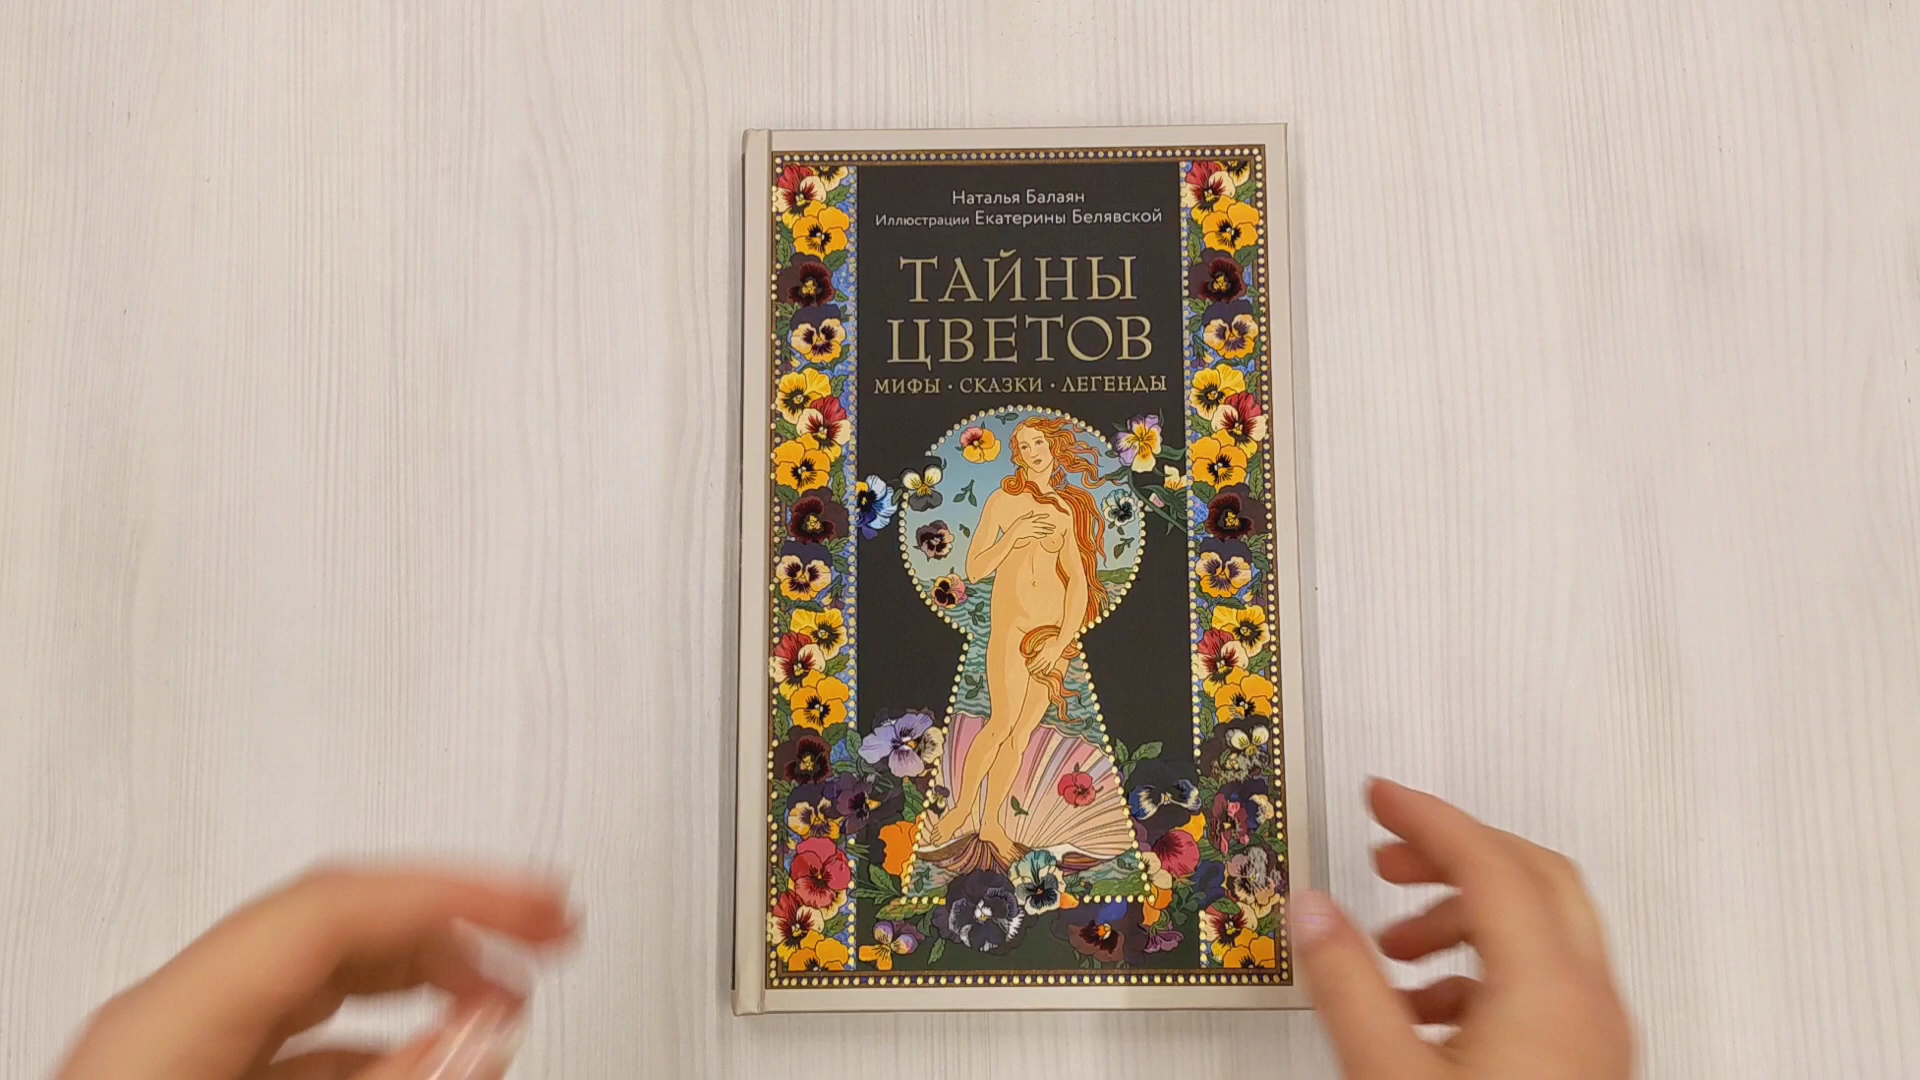 Наталья Балаян
Иллюстрации Екатерины Белявской
ТАЙНЫ
ЦВЕТОВ
МИФЫ · СКАЗКИ · ЛЕГЕНДЫ